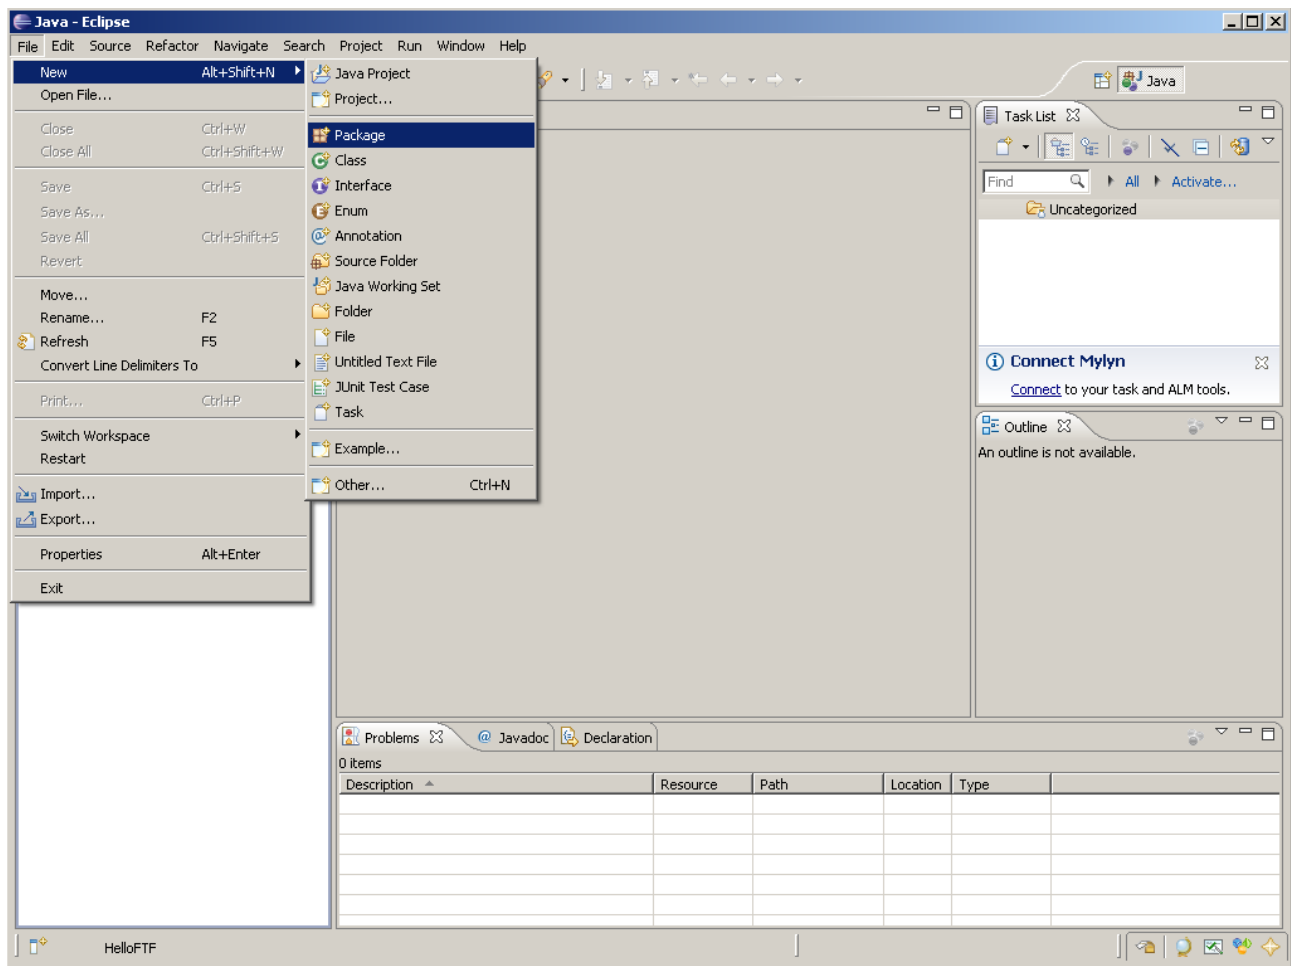 Java - Eclipse
File Edit Source Refactor Navigate Search Project Run Window Help
New Alt+Shift+N
Open File...
Close Ctrl+W
Close All Ctrl+Shift+W
Save Ctrl+S
Save As...
Save All Ctrl+Shift+S
Revert
Move...
Rename... F2
Refresh F5
Convert Line Delimiters To
Print... Ctrl+P
Switch Workspace
Restart
Import...
Export...
Properties Alt+Enter
Exit
Java Project
Project...
Package
Class
Interface
Enum
Annotation
Source Folder
Java Working Set
Folder
File
Untitled Text File
JUnit Test Case
Task
Example...
Other... Ctrl+N
Java
Task List
Find All Activate...
Uncategorized
Connect Mylyn
Connect to your task and ALM tools.
Outline
An outline is not available.
Problems @ Javadoc Declaration
0 items
Description Resource Path Location Type
HelloFTF